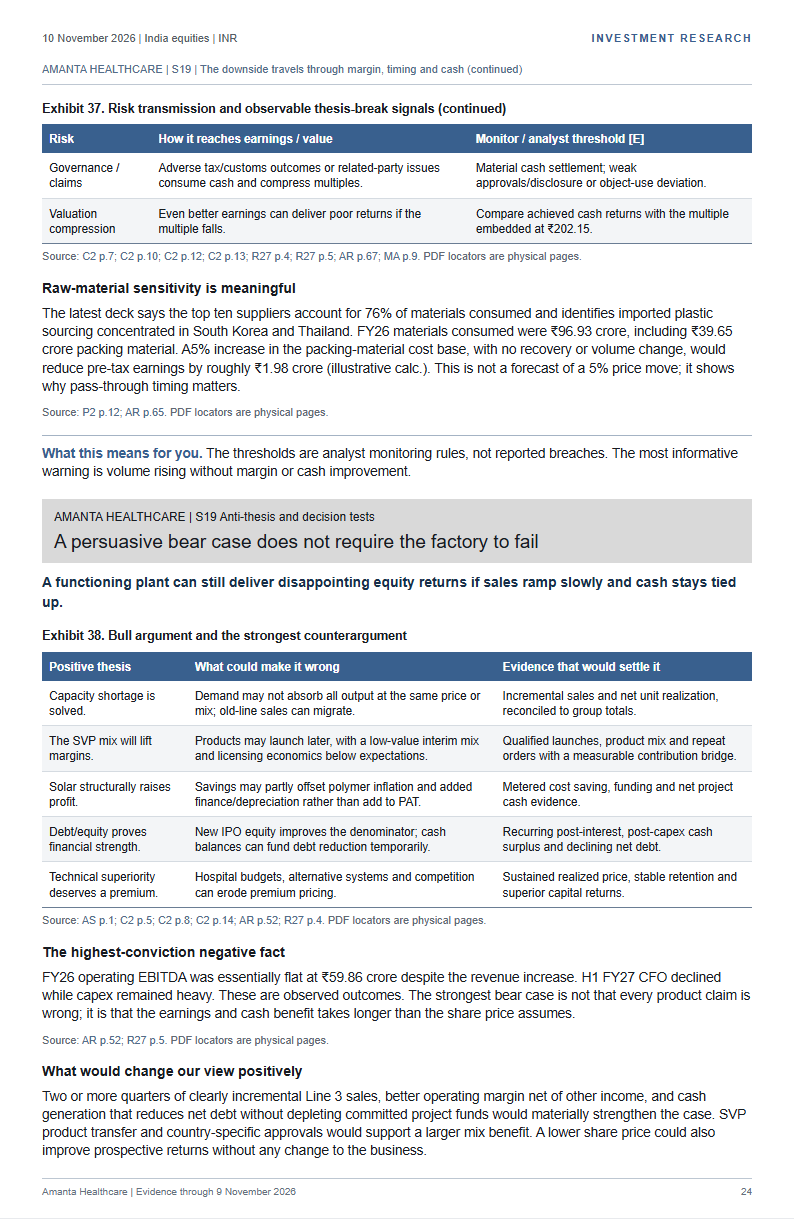 10 November 2026 | India equities | INR
INVESTMENT RESEARCH
AMANTA HEALTHCARE | S19 | The downside travels through margin, timing and cash (continued)
Exhibit 37. Risk transmission and observable thesis-break signals (continued)
Risk
How it reaches earnings / value
Monitor / analyst threshold [E]
Governance /
claims
Adverse tax/customs outcomes or related-party issues
consume cash and compress multiples.
Material cash settlement; weak
approvals/disclosure or object-use deviation.
Valuation
compression
Even better earnings can deliver poor returns if the
multiple falls.
Compare achieved cash returns with the multiple
embedded at ₹202.15.
Source: C2 p.7; C2 p.10; C2 p.12; C2 p.13; R27 p.4; R27 p.5; AR p.67; MA p.9. PDF locators are physical pages.
Raw-material sensitivity is meaningful
The latest deck says the top ten suppliers account for 76% of materials consumed and identifies imported plastic
sourcing concentrated in South Korea and Thailand. FY26 materials consumed were ₹96.93 crore, including ₹39.65
crore packing material. A5% increase in the packing-material cost base, with no recovery or volume change, would
reduce pre-tax earnings by roughly ₹1.98 crore (illustrative calc.). This is not a forecast of a 5% price move; it shows
why pass-through timing matters.
Source: P2 p.12; AR p.65. PDF locators are physical pages.
What this means for you. The thresholds are analyst monitoring rules, not reported breaches. The most informative
warning is volume rising without margin or cash improvement.
AMANTA HEALTHCARE | S19 Anti-thesis and decision tests
A persuasive bear case does not require the factory to fail
A functioning plant can still deliver disappointing equity returns if sales ramp slowly and cash stays tied
up.
Exhibit 38. Bull argument and the strongest counterargument
Positive thesis
What could make it wrong
Evidence that would settle it
Capacity shortage is
solved.
Demand may not absorb all output at the same price or
mix; old-line sales can migrate.
Incremental sales and net unit realization,
reconciled to group totals.
The SVP mix will lift
margins.
Products may launch later, with a low-value interim mix
and licensing economics below expectations.
Qualified launches, product mix and repeat
orders with a measurable contribution bridge.
Solar structurally raises
profit.
Savings may partly offset polymer inflation and added
finance/depreciation rather than add to PAT.
Metered cost saving, funding and net project
cash evidence.
Debt/equity proves
financial strength.
New IPO equity improves the denominator; cash
balances can fund debt reduction temporarily.
Recurring post-interest, post-capex cash
surplus and declining net debt.
Technical superiority
deserves a premium.
Hospital budgets, alternative systems and competition
can erode premium pricing.
Sustained realized price, stable retention and
superior capital returns.
Source: AS p.1; C2 p.5; C2 p.8; C2 p.14; AR p.52; R27 p.4. PDF locators are physical pages.
The highest-conviction negative fact
FY26 operating EBITDA was essentially flat at ₹59.86 crore despite the revenue increase. H1 FY27 CFO declined
while capex remained heavy. These are observed outcomes. The strongest bear case is not that every product claim is
wrong; it is that the earnings and cash benefit takes longer than the share price assumes.
Source: AR p.52; R27 p.5. PDF locators are physical pages.
What would change our view positively
Two or more quarters of clearly incremental Line 3 sales, better operating margin net of other income, and cash
generation that reduces net debt without depleting committed project funds would materially strengthen the case. SVP
product transfer and country-specific approvals would support a larger mix benefit. A lower share price could also
improve prospective returns without any change to the business.
Amanta Healthcare | Evidence through 9 November 2026
24